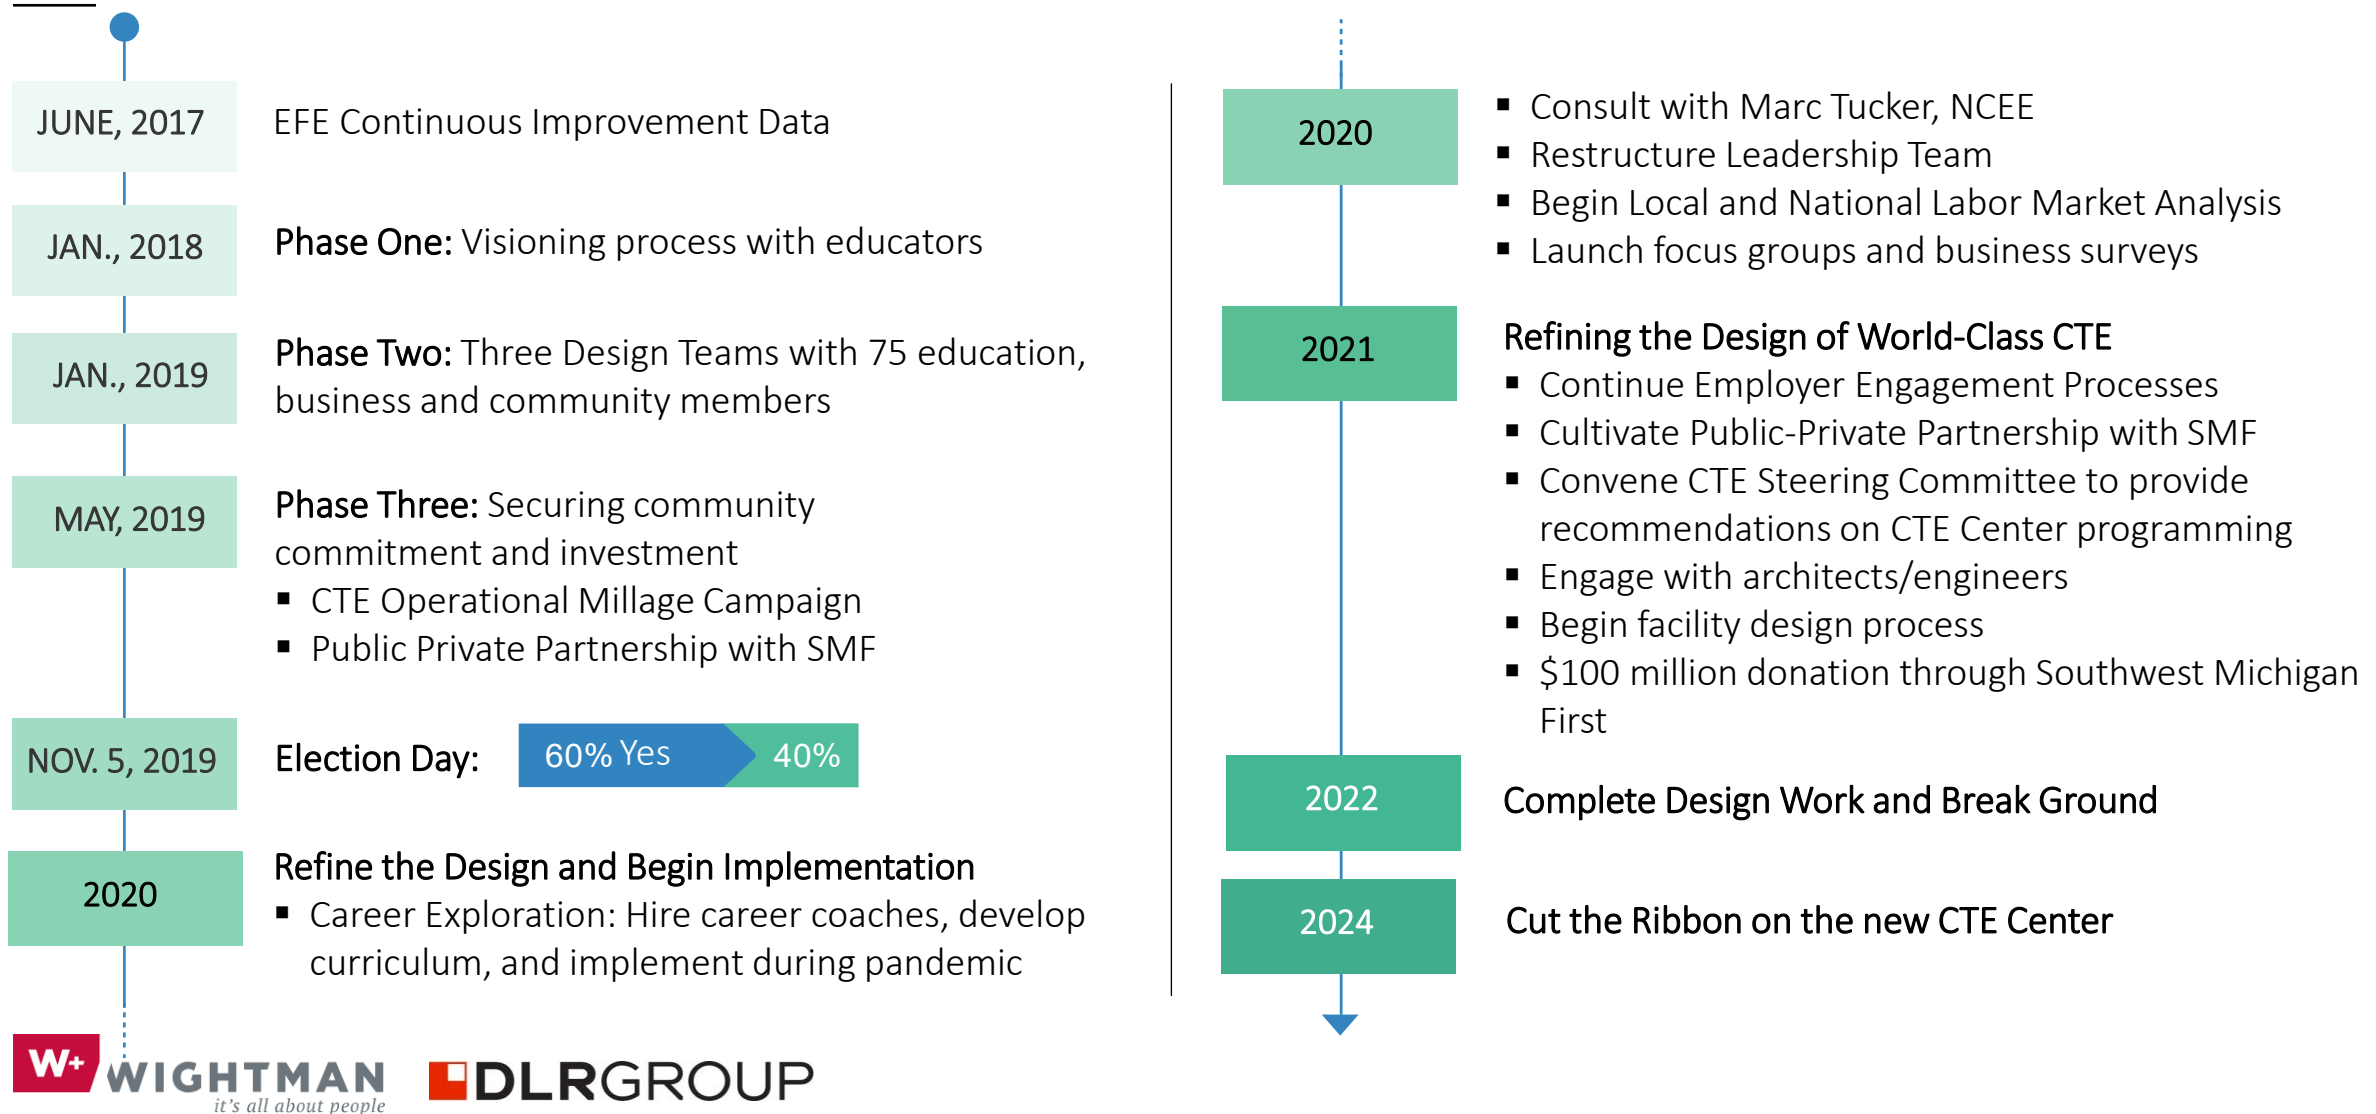 JUNE, 2017
EFE Continuous Improvement Data
JAN., 2018
Phase One: Visioning process with educators
JAN., 2019
Phase Two: Three Design Teams with 75 education,
business and community members
MAY, 2019
Phase Three: Securing community
commitment and investment
▪ CTE Operational Millage Campaign
▪ Public Private Partnership with SMF
NOV. 5, 2019
Election Day:
60% Yes
40%
2020
Refine the Design and Begin Implementation
▪ Career Exploration: Hire career coaches, develop
curriculum, and implement during pandemic
2020
▪ Consult with Marc Tucker, NCEE
▪ Restructure Leadership Team
▪ Begin Local and National Labor Market Analysis
▪ Launch focus groups and business surveys
2021
Refining the Design of World-Class CTE
▪ Continue Employer Engagement Processes
▪ Cultivate Public-Private Partnership with SMF
▪ Convene CTE Steering Committee to provide
recommendations on CTE Center programming
▪ Engage with architects/engineers
▪ Begin facility design process
▪ $100 million donation through Southwest Michigan
First
2022
Complete Design Work and Break Ground
2024
Cut the Ribbon on the new CTE Center
W+ WIGHTMAN
it's all about people
DLRGROUP